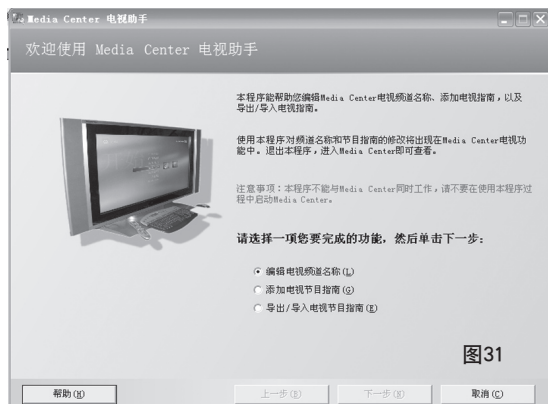 Media Center 电视助手
欢迎使用 Media Center 电视助手
本程序能帮助您编辑Media Center电视频道名称、添加电视指南，以及
导出/导入电视指南。
使用本程序对频道名称和节目指南的修改将出现在Media Center电视功
能中。退出本程序，进入Media Center即可查看。
注意事项：本程序不能与Media Center同时工作，请不要在使用本程序过
程中启动Media Center。
请选择一项您要完成的功能，然后单击下一步：
编辑电视频道名称(L)
添加电视节目指南(G)
导出/导入电视节目指南(E)
图31
帮助(H)
上一步(B)
下一步(N)
取消(C)